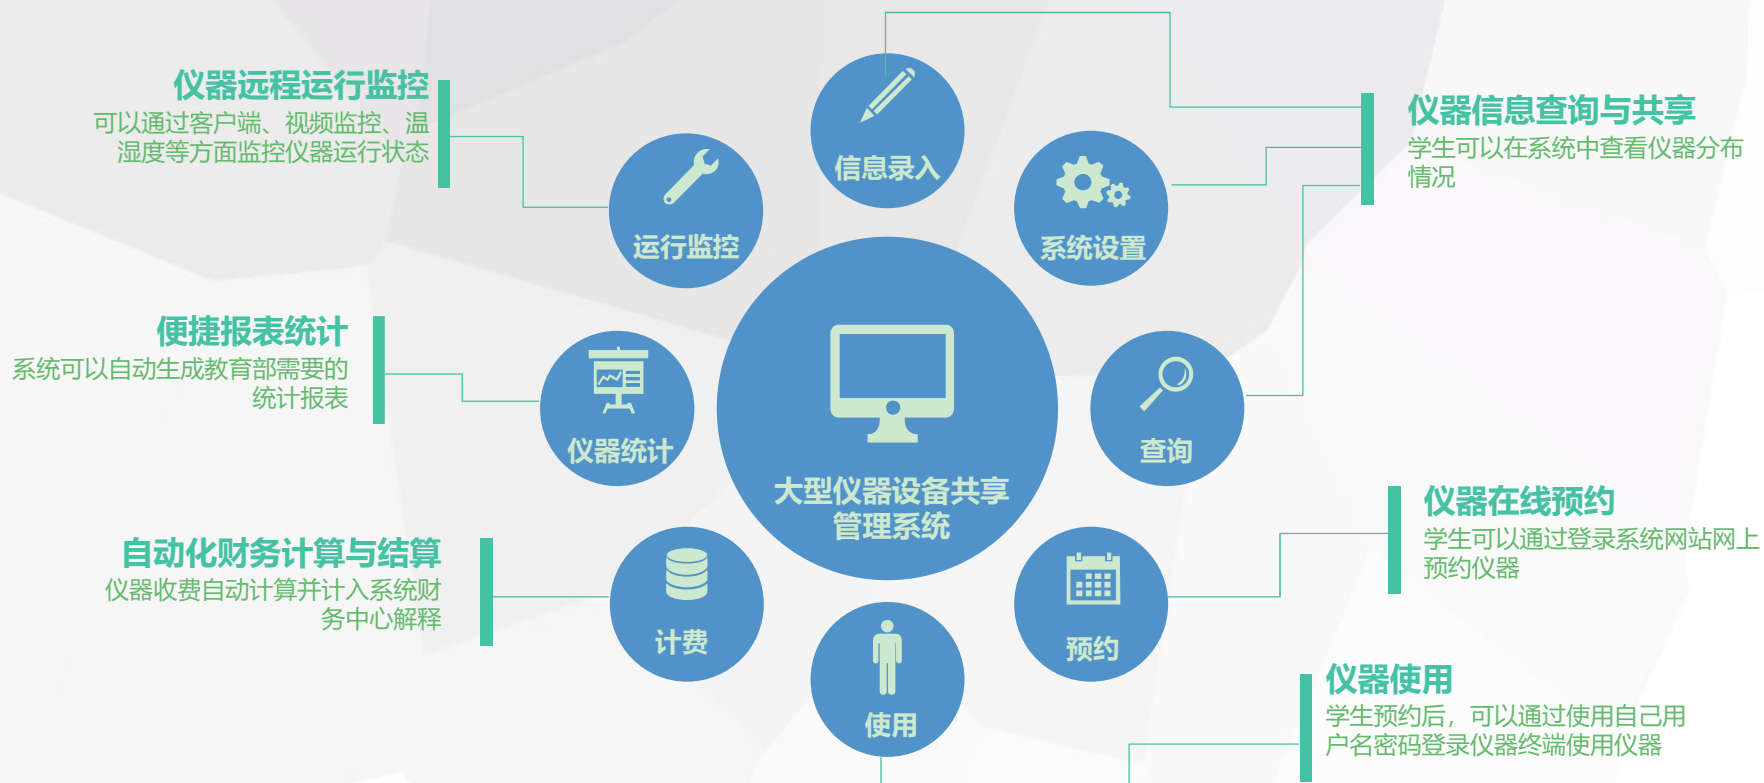 仪器远程运行监控
可以通过客户端、视频监控、温
湿度等方面监控仪器运行状态
便捷报表统计
系统可以自动生成教育部需要的
统计报表
自动化财务计算与结算
仪器收费自动计算并计入系统财
务中心解释
信息录入
运行监控
系统设置
仪器统计
查询
大型仪器设备共享
管理系统
计费
预约
使用
仪器信息查询与共享
学生可以在系统中查看仪器分布
情况
仪器在线预约
学生可以通过登录系统网站网上
预约仪器
仪器使用
学生预约后，可以通过使用自己用
户名密码登录仪器终端使用仪器